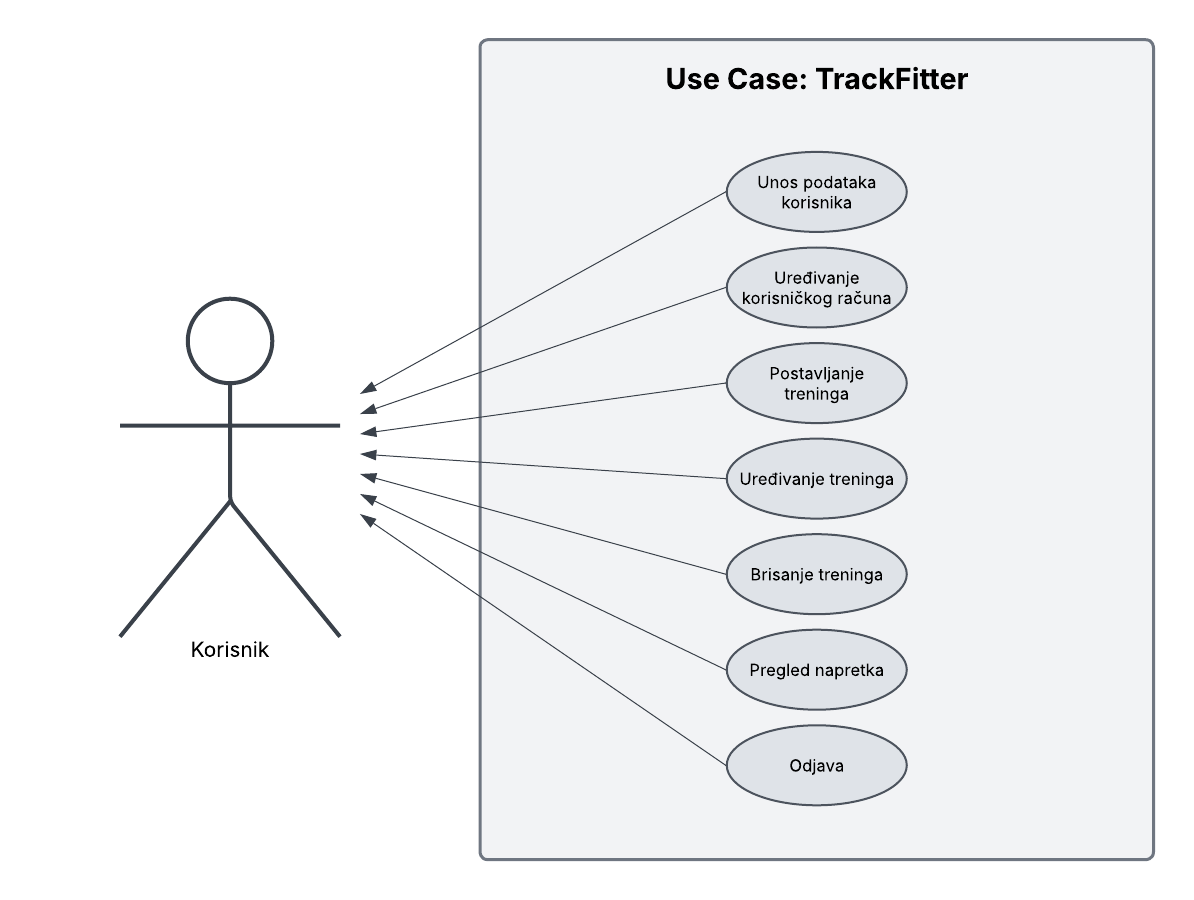 Use Case: TrackFitter
Unos podataka
korisnika
Uređivanje
korisničkog računa
Postavljanje
treninga
Uređivanje treninga
Brisanje treninga
Pregled napretka
Odjava
Korisnik